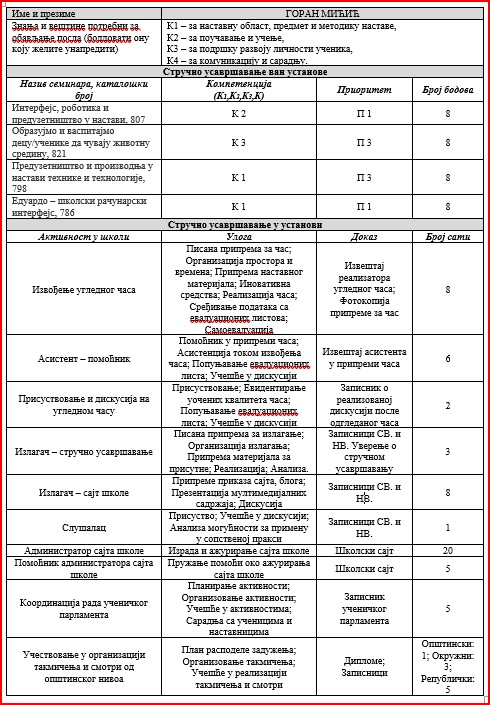 Име и презиме ГОРАН МИЋИЋ
Знања и вештине потребни за К1 – за наставну област, предмет и методику наставе,
обављање посла (болдовати ону К2 – за поучавање и учење,
коју желите унапредити) К3 – за подршку развоју личности ученика,
К4 – за комуникацију и сарадњу.
Стручно усавршавање ван установе
Назив семинара, каталошки Компетенција Приоритет Број бодова
број (К1,К2,К3,К)
Интерфејс, роботика и К 2 П 1 8
предузетништво у настави, 807
Образујмо и васпитајмо К 3 П 3 8
децу/ученике да чувају животну
средину, 821
Предузетништво и производња у К 1 П 3 8
настави технике и технологије,
798
Едуардо – школски рачунарски К 1 П 1 8
интерфејс, 786
Стручно усавршавање у установи
Активност у школи Улога Доказ Број сати
Извођење угледног часа
Писана припрема за час;
Организација простора и
времена; Припрема наставног
материјала; Иновативна
средства; Реализација часа;
Сређивање података са
евалуационих листова;
Самоевалуација
Извештај
реализатора
угледног часа;
Фотокопија
припреме за час
8
Асистент – помоћник
Помоћник у припреми часа;
Асистенција током извођења
часа; Попуњавање евалуационих
листа; Учешће у дискусији
Извештај асистента
у припреми часа
6
Присуствовање и дискусија на
угледном часу
Присуствовање; Евидентирање
уочених квалитета часа;
Попуњавање евалуационих
листа; Учешће у дискусији
Записник о
реализованој
дискусији после
одгледаног часа
2
Излагач – стручно усавршавање
Писана припрема за излагање;
Организација излагања;
Припрема материјала за
присутне; Реализација; Анализа.
Записници СВ. и
НВ. Уверење о
стручном
усавршавању
3
Излагач – сајт школе
Припреме приказа сајта, блога;
Презентација мултимедијалних
садржаја; Дискусија
Записници СВ. и
НВ.
8
Слушалац
Присуство; Учешће у дискусији;
Анализа могућности за примену
у сопственој пракси
Записници СВ. и
НВ.
1
Администратор сајта школе Израда и ажурирање сајта школе Школски сајт 20
Помоћник администратора сајта
школе
Пружање помоћи око ажурирања
сајта школе
Школски сајт
5
Координација рада ученичког
парламента
Планирање активности;
Организовање активности;
Учешће у активностима;
Сарадња са ученицима и
наставницима
Записник
ученичког
парламента
5
Учествовање у организацији
такмичења и смотри од
општинског нивоа
План расподеле задужења;
Организовање такмичења;
Учешће у реализацији
такмичења и смотри
Дипломе;
Записници
Општински:
1; Окружни:
3;
Републички:
5